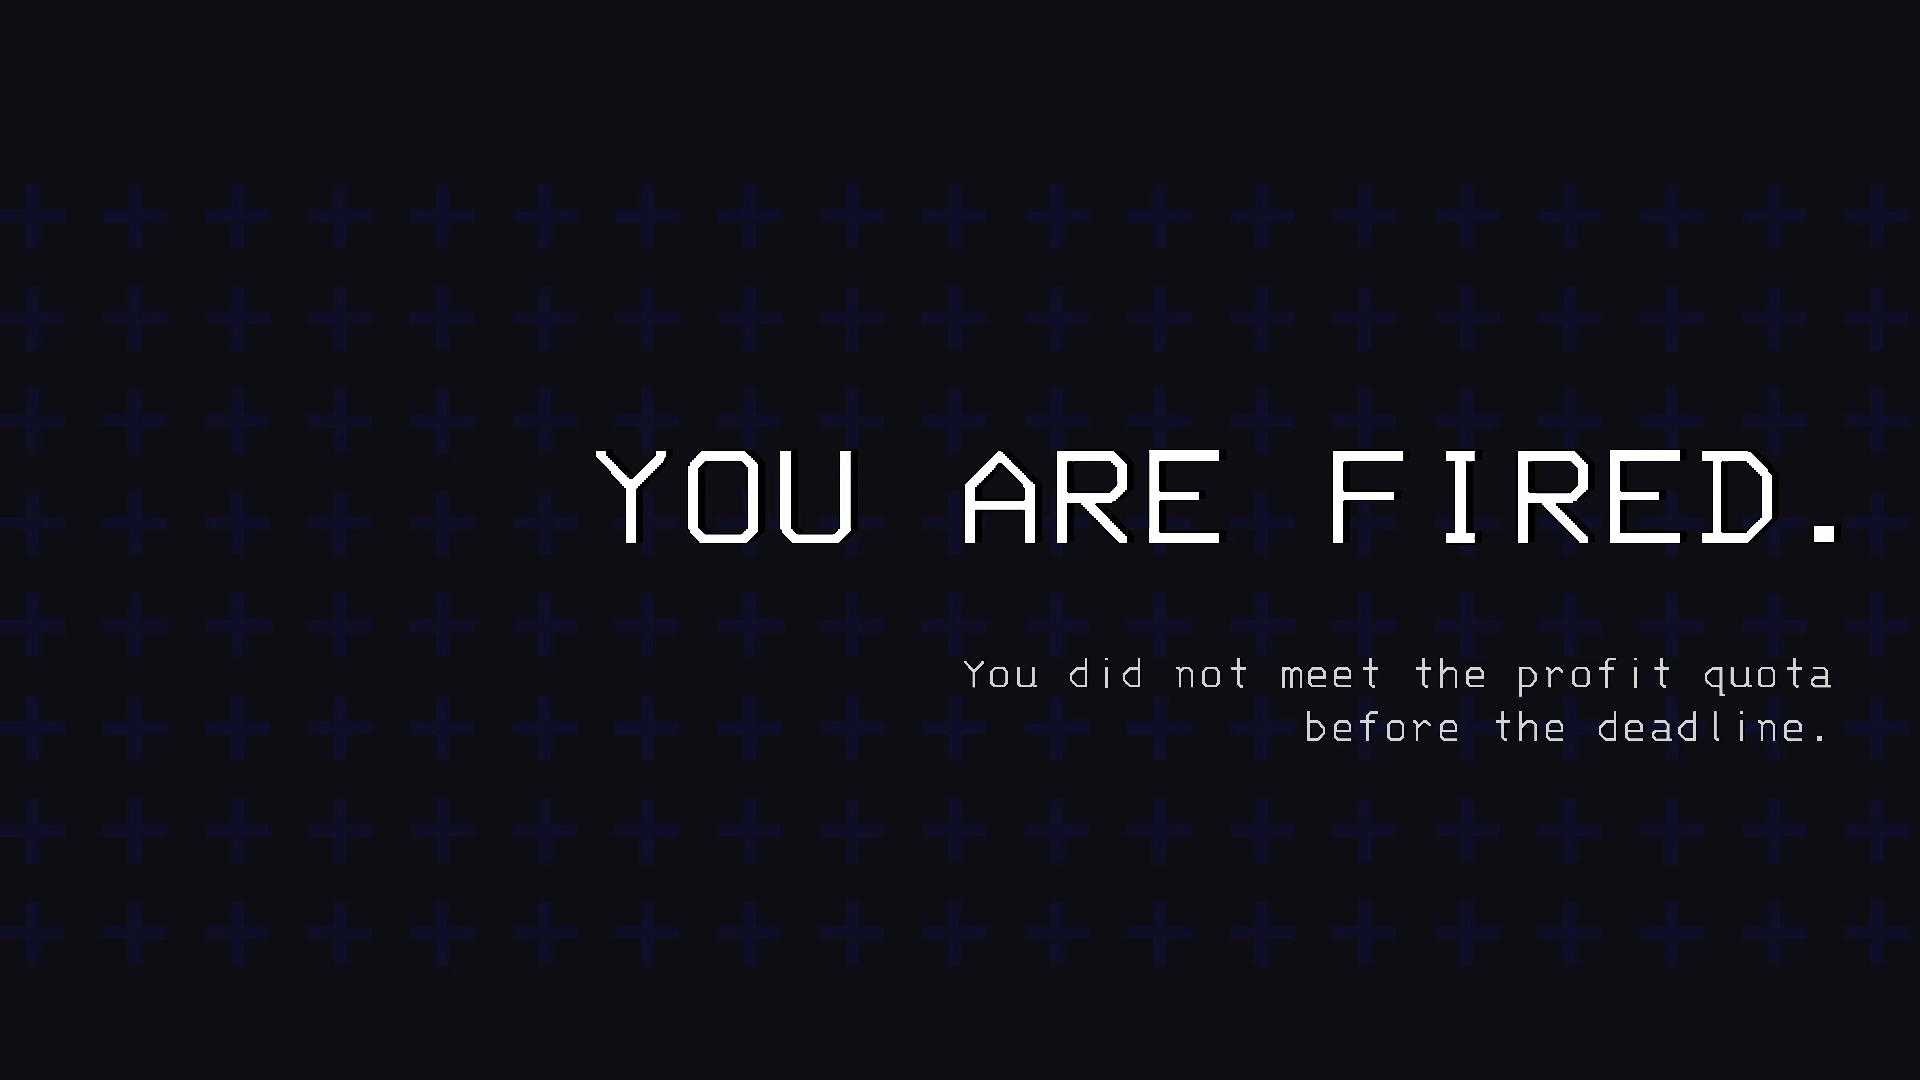 YOU ARE FIRED.
You did not meet the profit quota
before the deadline.